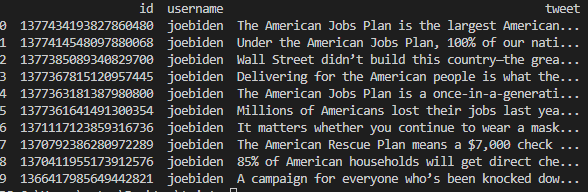 id username tweet
0 1377434193827860480 joebiden The American Jobs Plan is the largest American...
1 1377414548097880068 joebiden Under the American Jobs Plan, 100% of our nati...
2 1377385089340829700 joebiden Wall Street didn’t build this country—the grea...
3 1377367815120957445 joebiden Delivering for the American people is what the...
4 1377363181387980800 joebiden The American Jobs Plan is a once-in-a-generati...
5 1377361641491300354 joebiden Millions of Americans lost their jobs last yea...
6 1371117123859316736 joebiden It matters whether you continue to wear a mask...
7 1370792386280972289 joebiden The American Rescue Plan means a $7,000 check ...
8 1370411955173912576 joebiden 85% of American households will get direct che...
9 1366417985649442821 joebiden A campaign for everyone who’s been knocked dow...